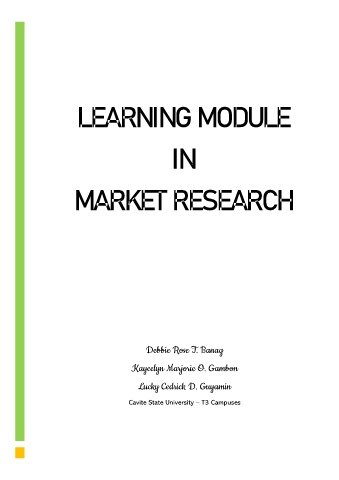 LEARNING MODULE
IN
MARKET RESEARCH
Debbie Rose T. Banag
Kaycelyn Marjorie O. Gambon
Lucky Cedrick D. Guyamin
Cavite State University – T3 Campuses